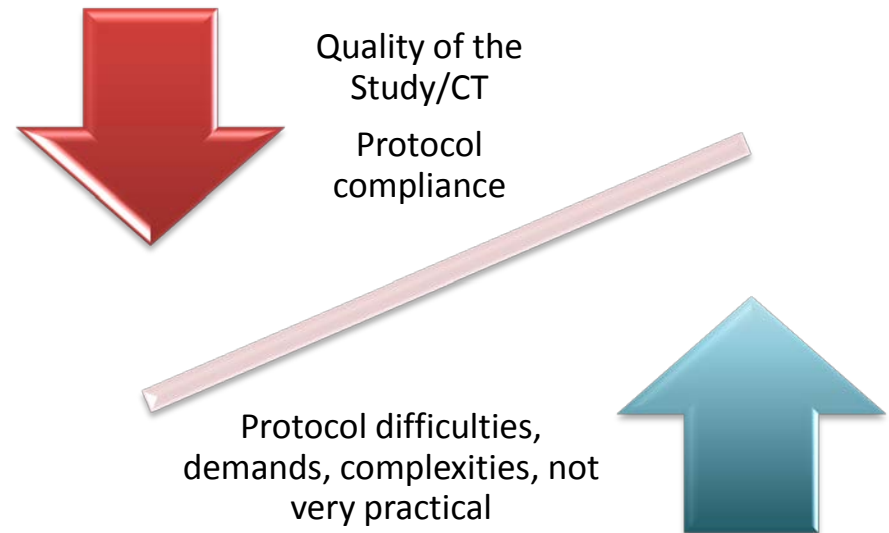 Quality of the
Study/CT
Protocol
compliance
Protocol difficulties,
demands, complexities, not
very practical